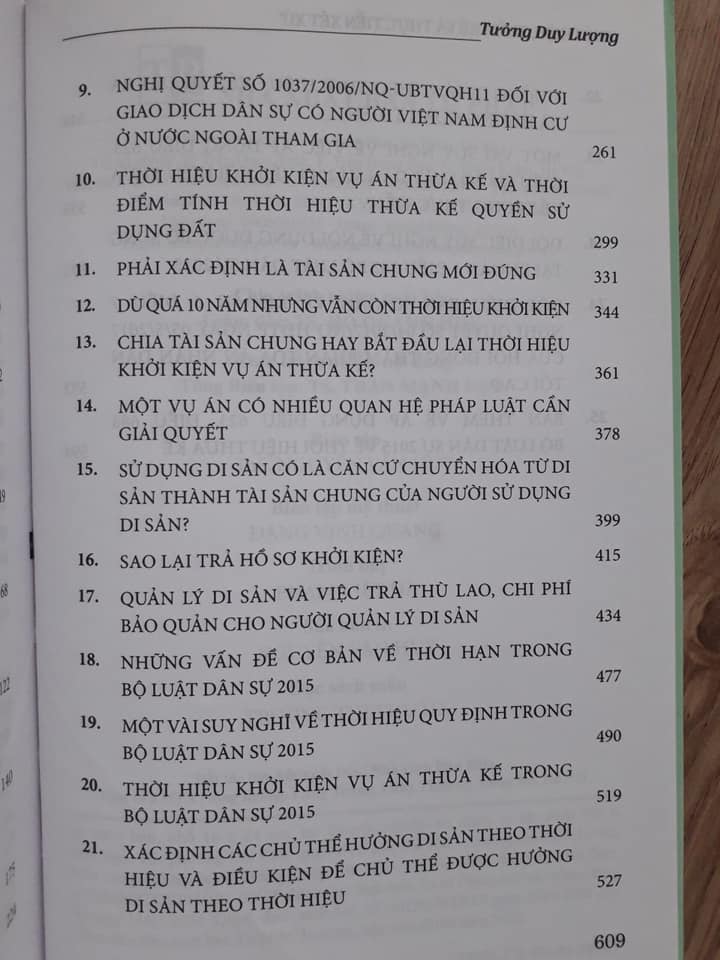 Tưởng Duy Lượng
9. NGHỊ QUYẾT SỐ 1037/2006/NQ-UBTVQH11 ĐỐI VỚI
GIAO DỊCH DÂN SỰ CÓ NGƯỜI VIỆT NAM ĐỊNH CƯ
Ở NƯỚC NGOÀI THAM GIA 261
10. THỜI HIỆU KHỞI KIỆN VỤ ÁN THỪA KẾ VÀ THỜI
ĐIỂM TÍNH THỜI HIỆU THỪA KẾ QUYỀN SỬ
DỤNG ĐẤT 299
11. PHẢI XÁC ĐỊNH LÀ TÀI SẢN CHUNG MỚI ĐÚNG 331
12. DÙ QUÁ 10 NĂM NHƯNG VẪN CÒN THỜI HIỆU KHỞI KIỆN 344
13. CHIA TÀI SẢN CHUNG HAY BẮT ĐẦU LẠI THỜI HIỆU
KHỞI KIỆN VỤ ÁN THỪA KẾ? 361
14. MỘT VỤ ÁN CÓ NHIỀU QUAN HỆ PHÁP LUẬT CẦN
GIẢI QUYẾT 378
15. SỬ DỤNG DI SẢN CÓ LÀ CĂN CỨ CHUYỂN HÓA TỪ DI
SẢN THÀNH TÀI SẢN CHUNG CỦA NGƯỜI SỬ DỤNG
DI SẢN? 399
16. SAO LẠI TRẢ HỒ SƠ KHỞI KIỆN? 415
17. QUẢN LÝ DI SẢN VÀ VIỆC TRẢ THÙ LAO, CHI PHÍ
BẢO QUẢN CHO NGƯỜI QUẢN LÝ DI SẢN 434
18. NHỮNG VẤN ĐỀ CƠ BẢN VỀ THỜI HẠN TRONG
BỘ LUẬT DÂN SỰ 2015 477
19. MỘT VÀI SUY NGHĨ VỀ THỜI HIỆU QUY ĐỊNH TRONG
BỘ LUẬT DÂN SỰ 2015 490
20. THỜI HIỆU KHỞI KIỆN VỤ ÁN THỪA KẾ TRONG
BỘ LUẬT DÂN SỰ 2015 519
21. XÁC ĐỊNH CÁC CHỦ THỂ HƯỞNG DI SẢN THEO THỜI
HIỆU VÀ ĐIỀU KIỆN ĐỂ CHỦ THỂ ĐƯỢC HƯỞNG
DI SẢN THEO THỜI HIỆU 527
609
122
140